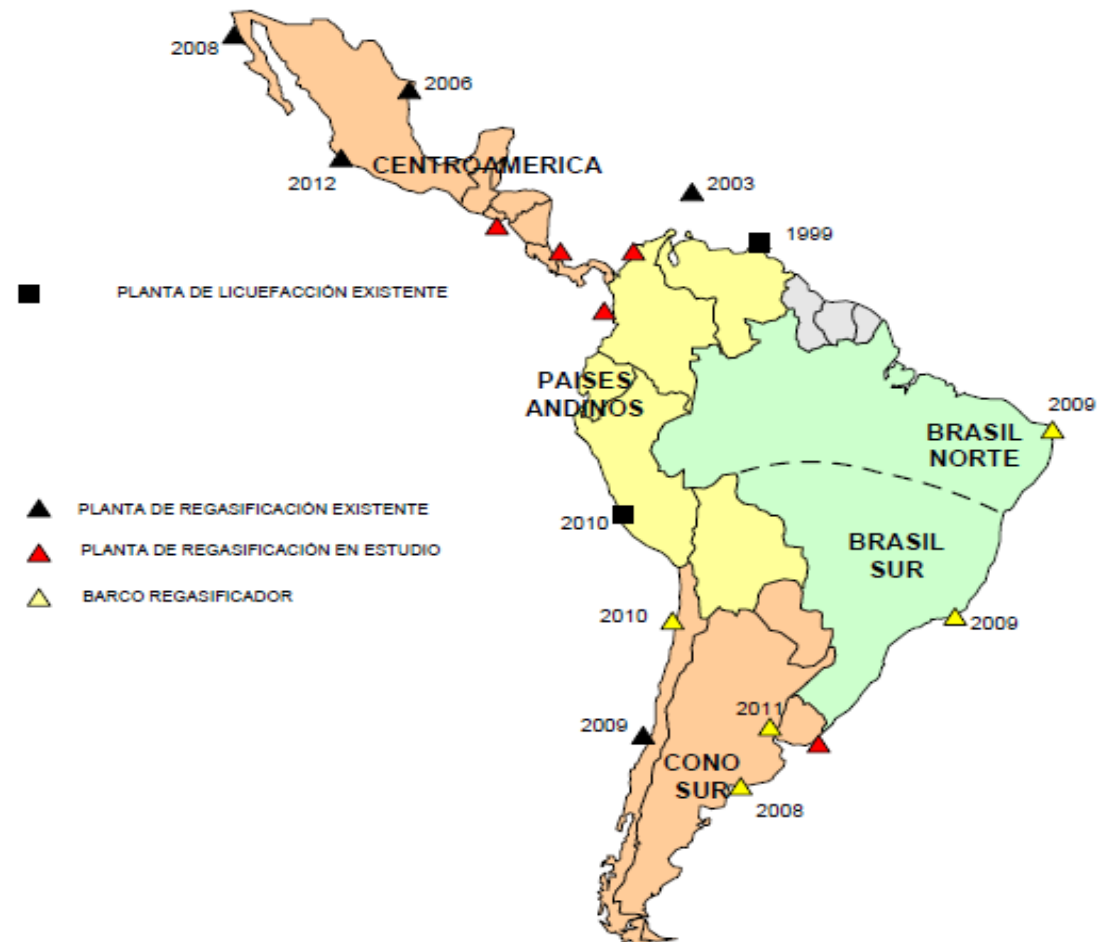 2008
2006
2012
CENTROAMERICA
2003
1999
PLANTA DE LICUEFACCIÓN EXISTENTE
PAISES
ANDINOS
2009
BRASIL
NORTE
PLANTA DE REGASIFICACIÓN EXISTENTE
2010
PLANTA DE REGASIFICACIÓN EN ESTUDIO
BRASIL
SUR
BARCO REGASIFICADOR
2010
2009
2011
2009
CONO
SUR
2008